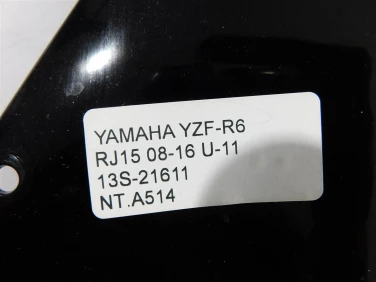 YAMAHA YZF-R6
RJ15 08-16 U-11
13S-21611
NT.A514